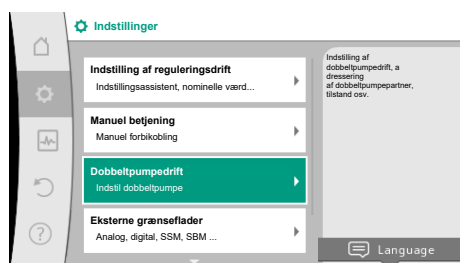 Indstillinger
Indstilling af reguleringsdrift
Indstillingsassistent, nominelle værd...
Manuel betjening
Manuel forbikobling
Dobbeltpumpedrift
Indstil dobbeltpumpe
Eksterne grænseflader
Analog, digital, SSM, SBM ...
Indstilling af
dobbeltpumpedrift, a
dressering
af dobbeltpumpepartner,
tilstand osv.
Language